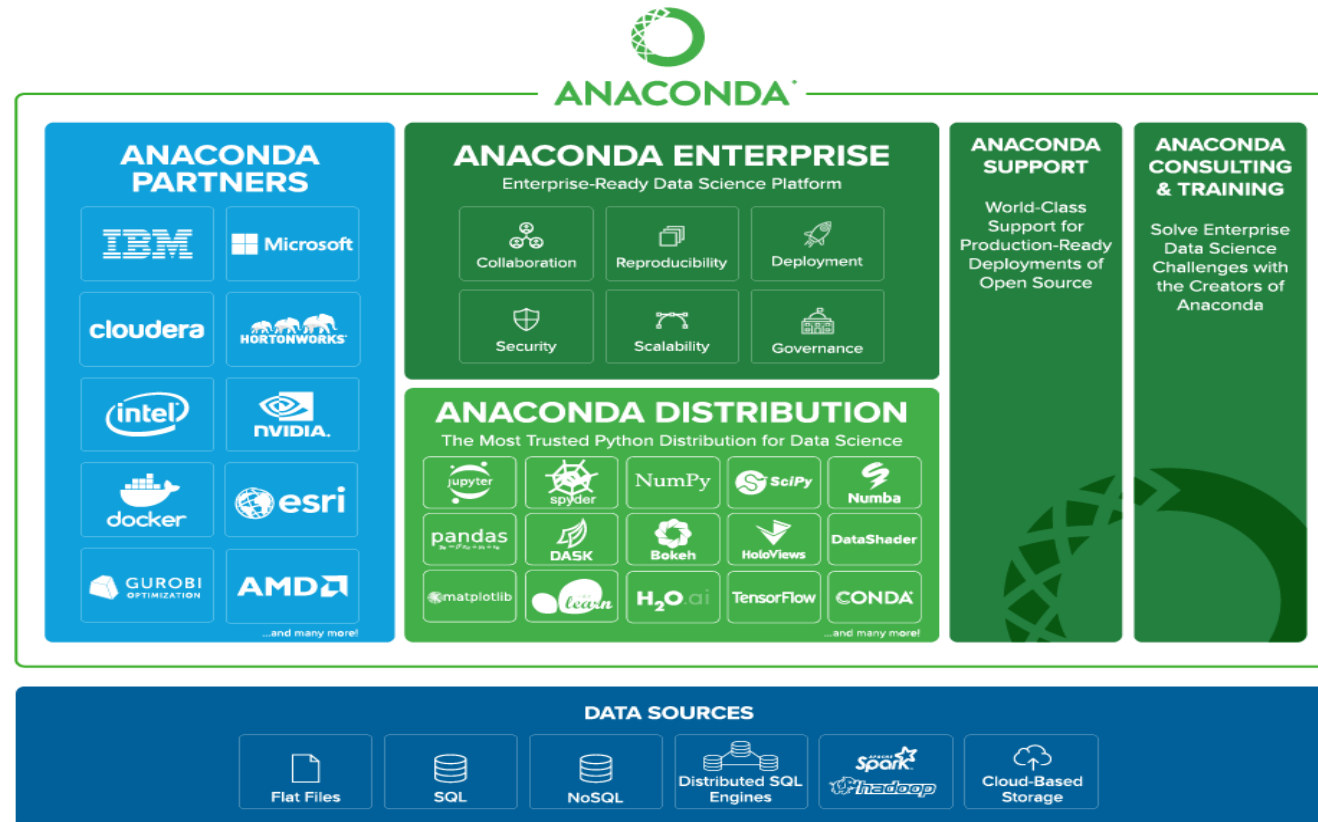 ANACONDA
ANACONDA
PARTNERS
IBM
Microsoft
cloudera
HORTONWORKS
intel
NVIDIA.
docker
esri
GUROBI
OPTIMIZATION
AMD
...and many more!
ANACONDA ENTERPRISE
Enterprise-Ready Data Science Platform
Collaboration
Reproducibility
Deployment
Security
Scalability
Governance
ANACONDA DISTRIBUTION
The Most Trusted Python Distribution for Data Science
jupyter
spyder
NumPy
SciPy
Numba
pandas
DASK
Bokeh
HoloViews
DataShader
matplotlib
learn
H₂O.ai
TensorFlow
CONDA
...and many more!
ANACONDA
SUPPORT
World-Class
Support for
Production-Ready
Deployments of
Open Source
ANACONDA
CONSULTING
& TRAINING
Solve Enterprise
Data Science
Challenges with
the Creators of
Anaconda
DATA SOURCES
Flat Files
SQL
NoSQL
Distributed SQL
Engines
APACHE
Spark
hadoop
Cloud-Based
Storage